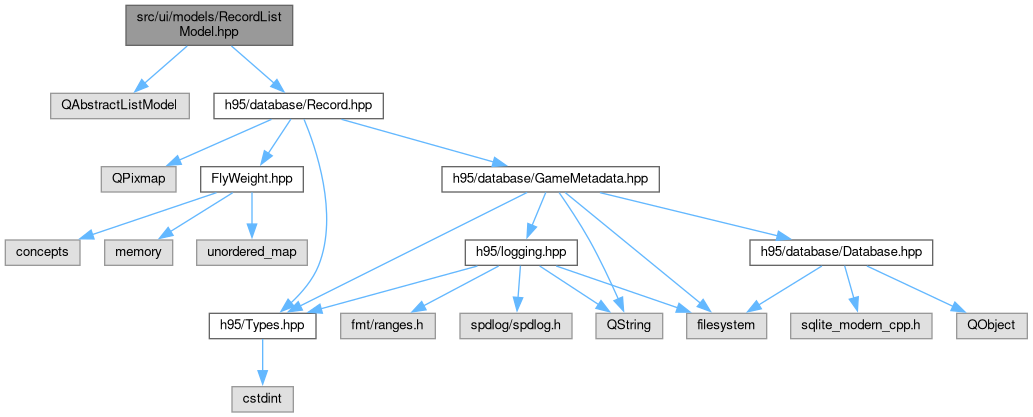 src/ui/models/RecordList
Model.hpp
QAbstractListModel
h95/database/Record.hpp
QPixmap
FlyWeight.hpp
h95/database/GameMetadata.hpp
concepts
memory
unordered_map
h95/logging.hpp
h95/database/Database.hpp
h95/Types.hpp
fmt/ranges.h
spdlog/spdlog.h
QString
filesystem
sqlite_modern_cpp.h
QObject
cstdint